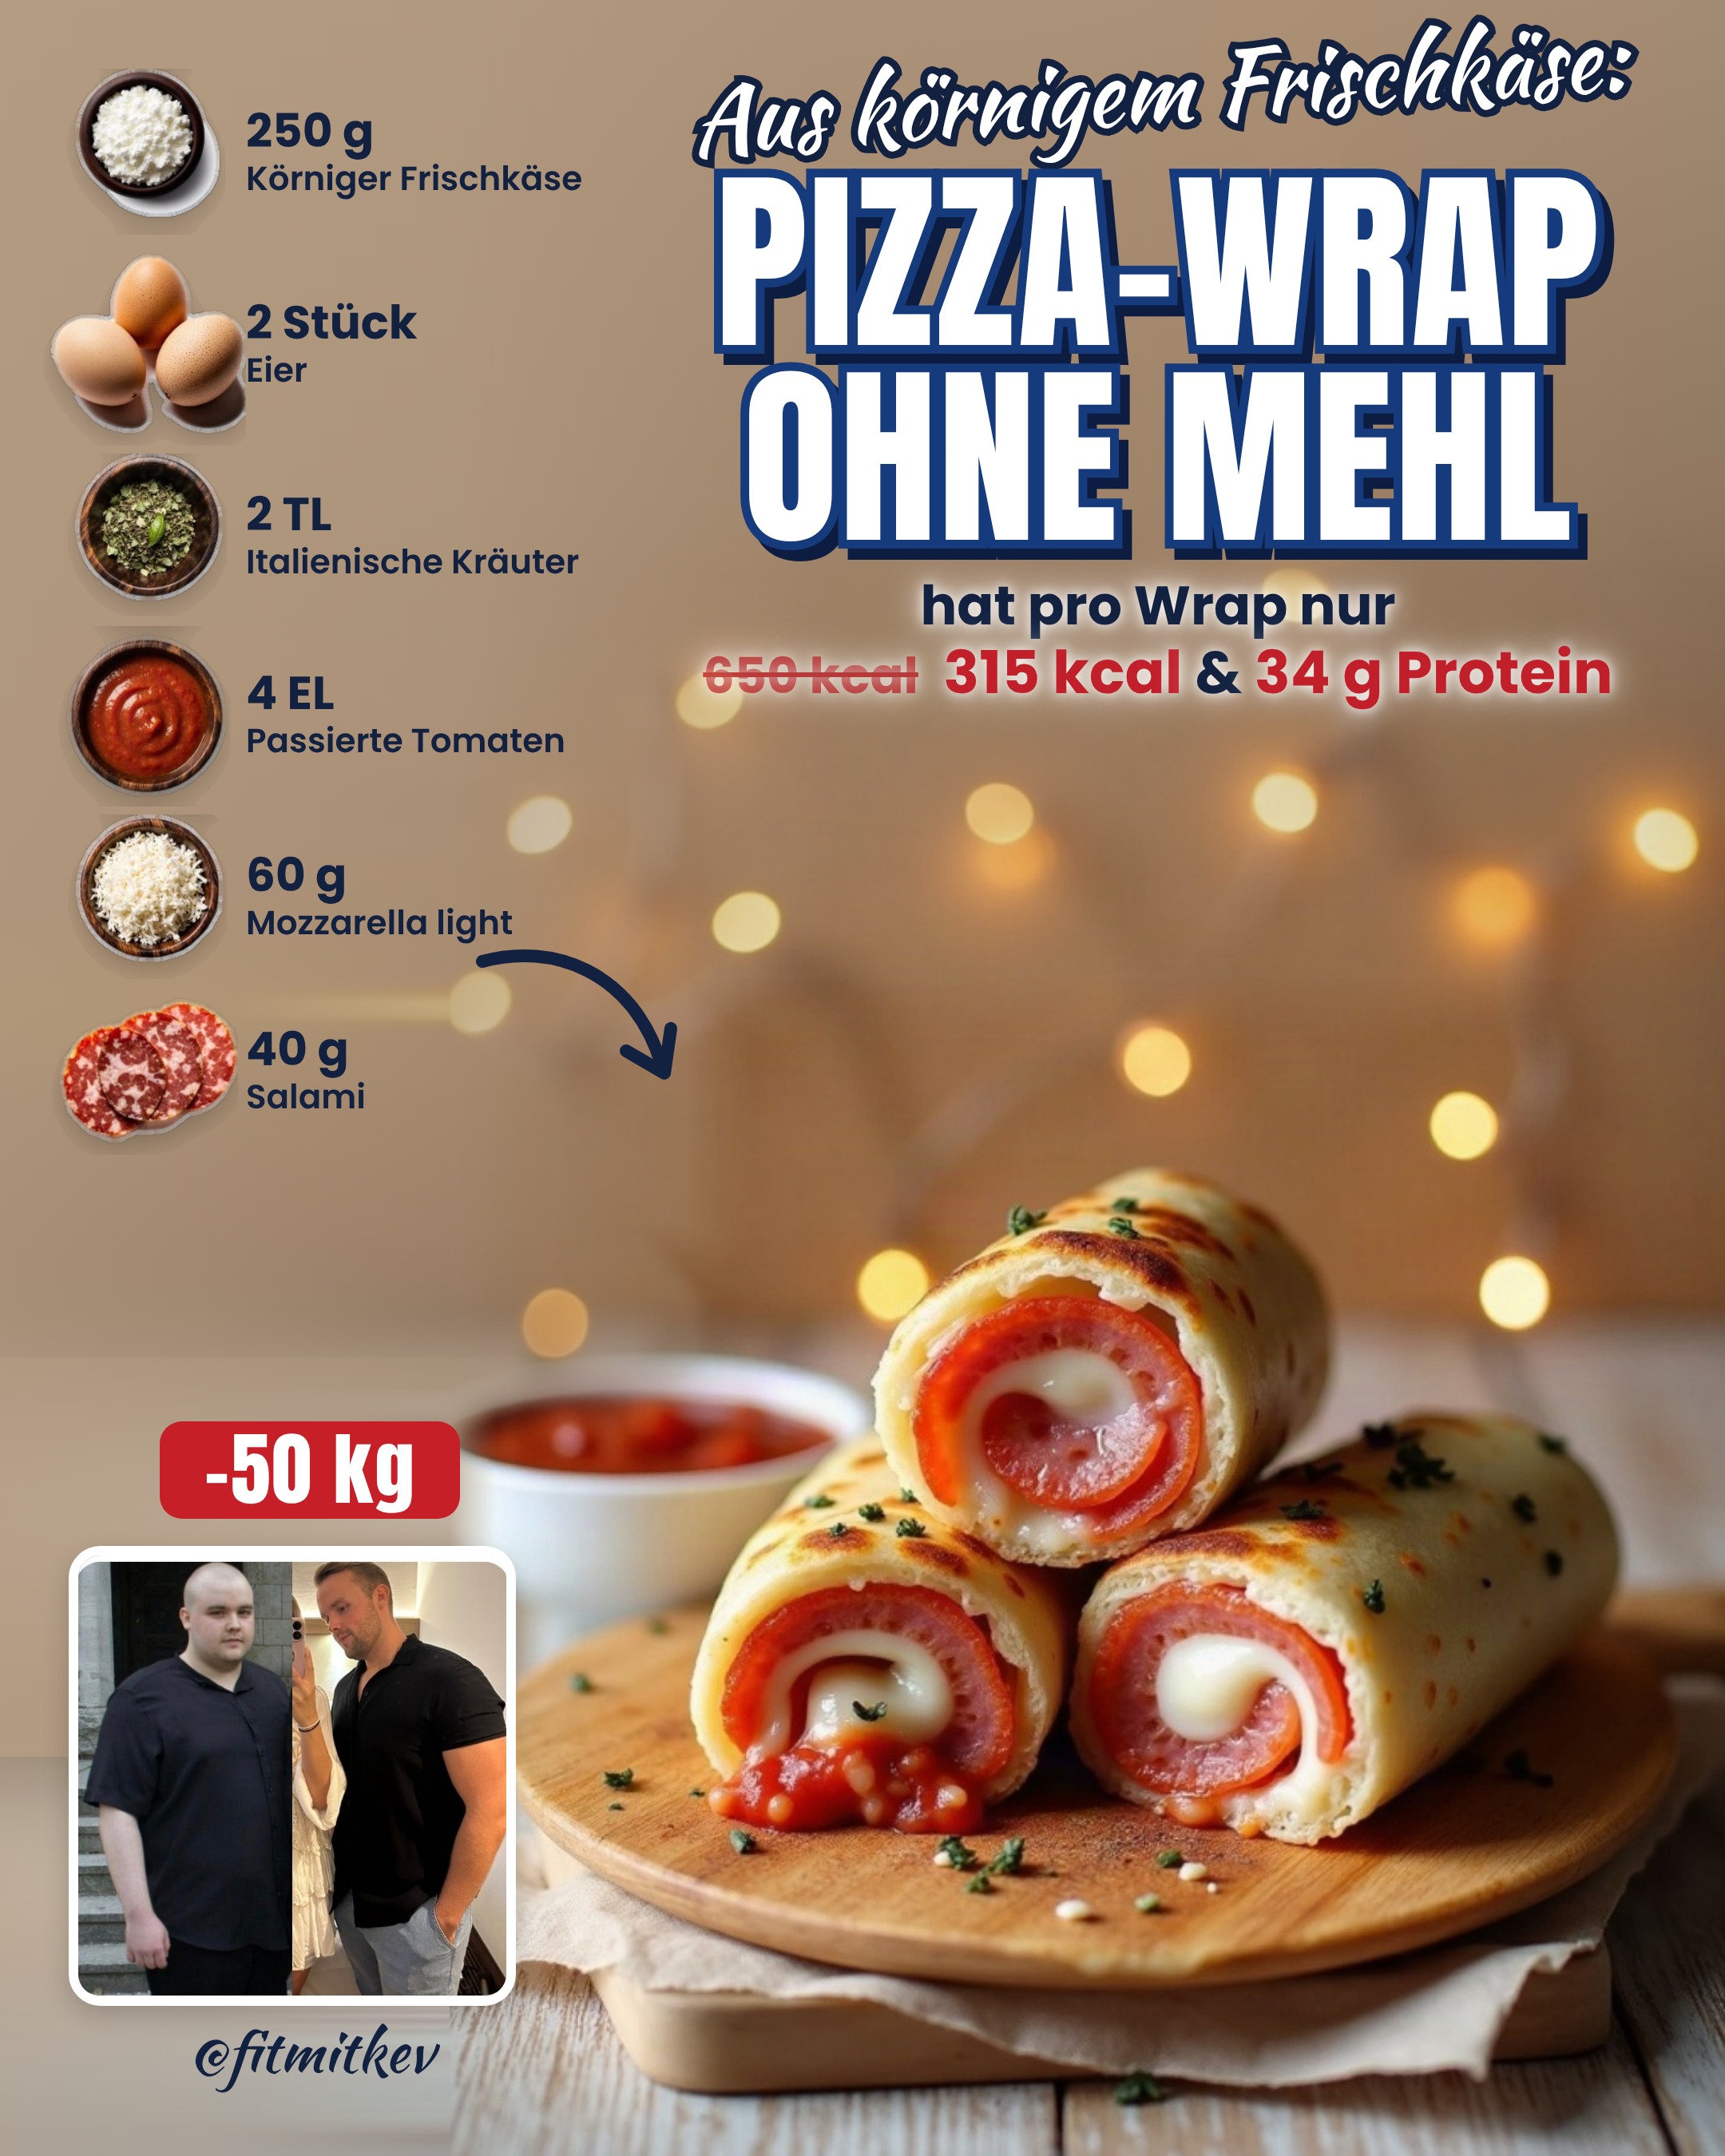 Aus körnigem Frischkäse:
PIZZA-WRAP
OHNE MEHL
hat pro Wrap nur
650 kcal 315 kcal & 34 g Protein
250 g
Körniger Frischkäse
2 Stück
Eier
2 TL
Italienische Kräuter
4 EL
Passierte Tomaten
60 g
Mozzarella light
40 g
Salami
-50 kg
@fitmitkev